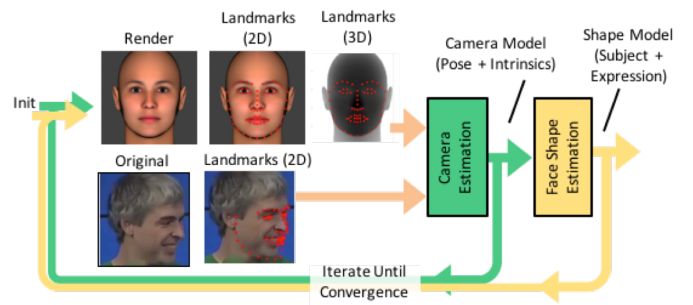 Render
Landmarks
(2D)
Landmarks
(3D)
Camera Model
(Pose + Intrinsics)
Shape Model
(Subject +
Expression)
Init
Original
Landmarks (2D)
Camera
Estimation
Face Shape
Estimation
Iterate Until
Convergence